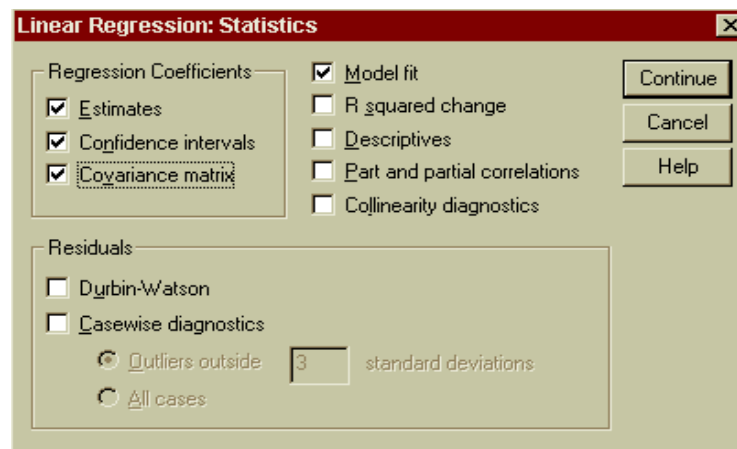 Linear Regression: Statistics
Regression Coefficients
Estimates
Confidence intervals
Covariance matrix
Model fit
R squared change
Descriptives
Part and partial correlations
Collinearity diagnostics
Continue
Cancel
Help
Residuals
Durbin-Watson
Casewise diagnostics
Outliers outside 3 standard deviations
All cases